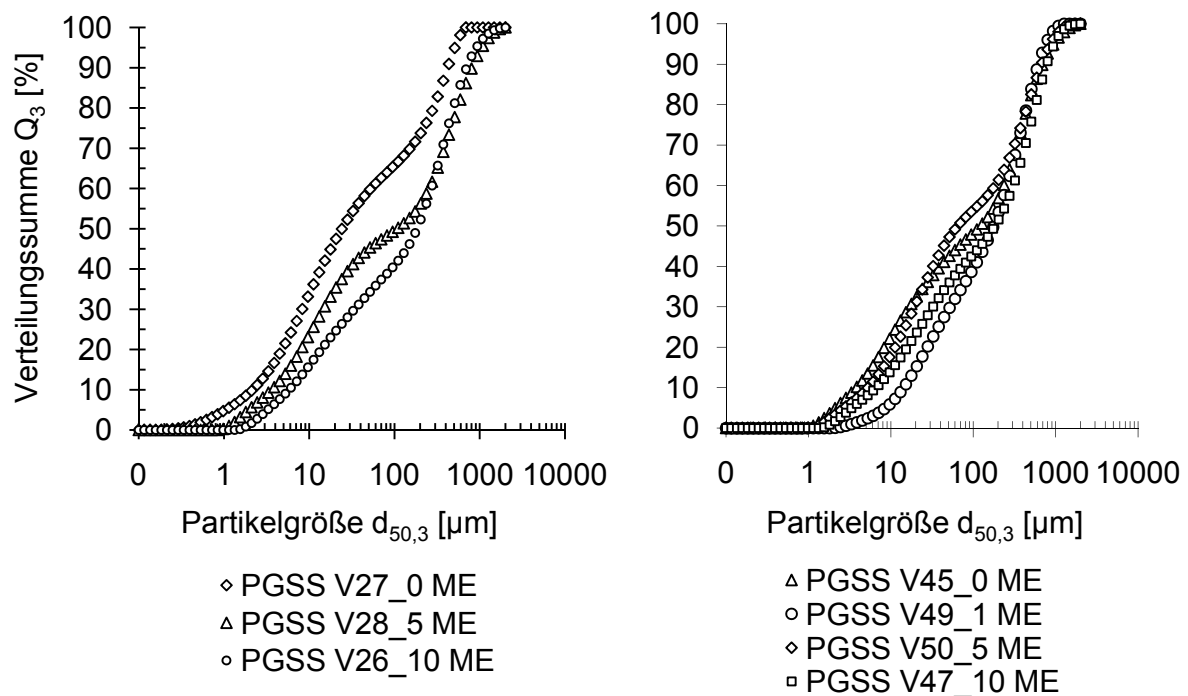 Verteilungssumme Q3 [%]
100
90
80
70
60
50
40
30
20
10
0
0 1 10 100 1000 10000
Partikelgröße d50,3 [µm]
PGSS V27_0 ME
PGSS V28_5 ME
PGSS V26_10 ME
100
90
80
70
60
50
40
30
20
10
0
0 1 10 100 1000 10000
Partikelgröße d50,3 [µm]
PGSS V45_0 ME
PGSS V49_1 ME
PGSS V50_5 ME
PGSS V47_10 ME